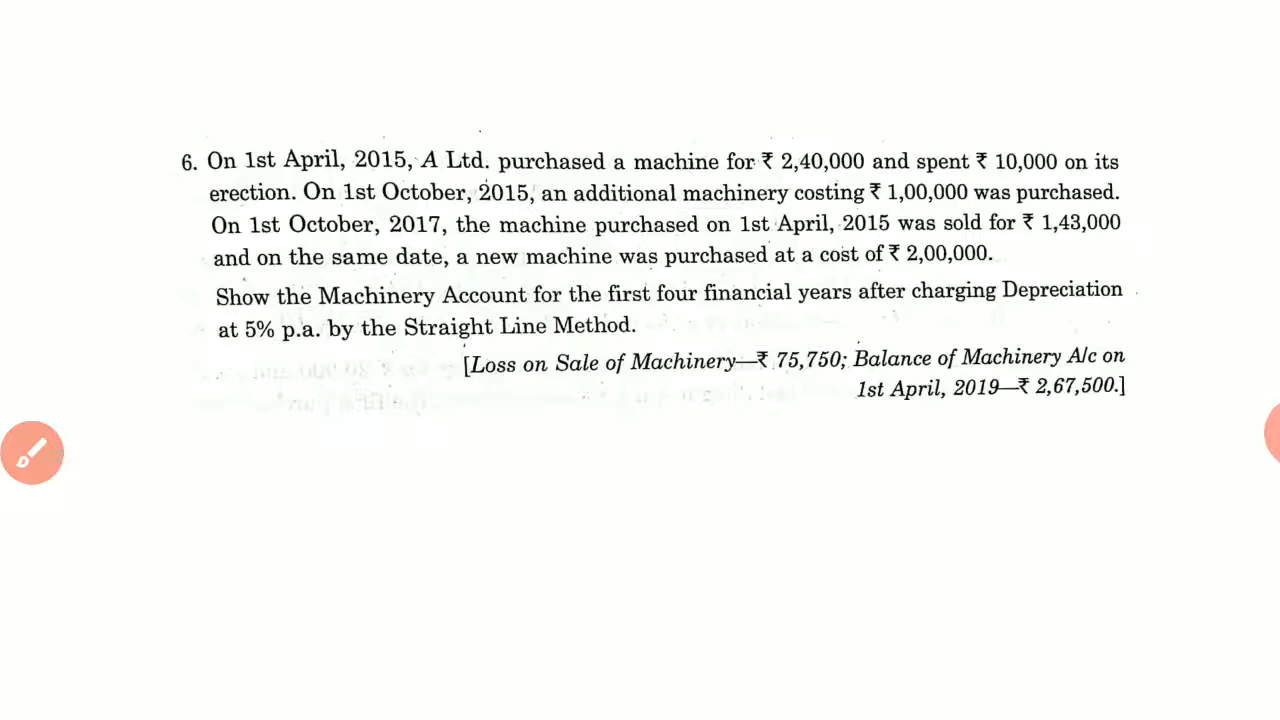 6. On 1st April, 2015, A Ltd. purchased a machine for ₹ 2,40,000 and spent ₹ 10,000 on its
erection. On 1st October, 2015, an additional machinery costing ₹ 1,00,000 was purchased.
On 1st October, 2017, the machine purchased on 1st April, 2015 was sold for ₹ 1,43,000
and on the same date, a new machine was purchased at a cost of ₹ 2,00,000.
Show the Machinery Account for the first four financial years after charging Depreciation
at 5% p.a. by the Straight Line Method.
[Loss on Sale of Machinery—₹ 75,750; Balance of Machinery A/c on
1st April, 2019—₹ 2,67,500.]